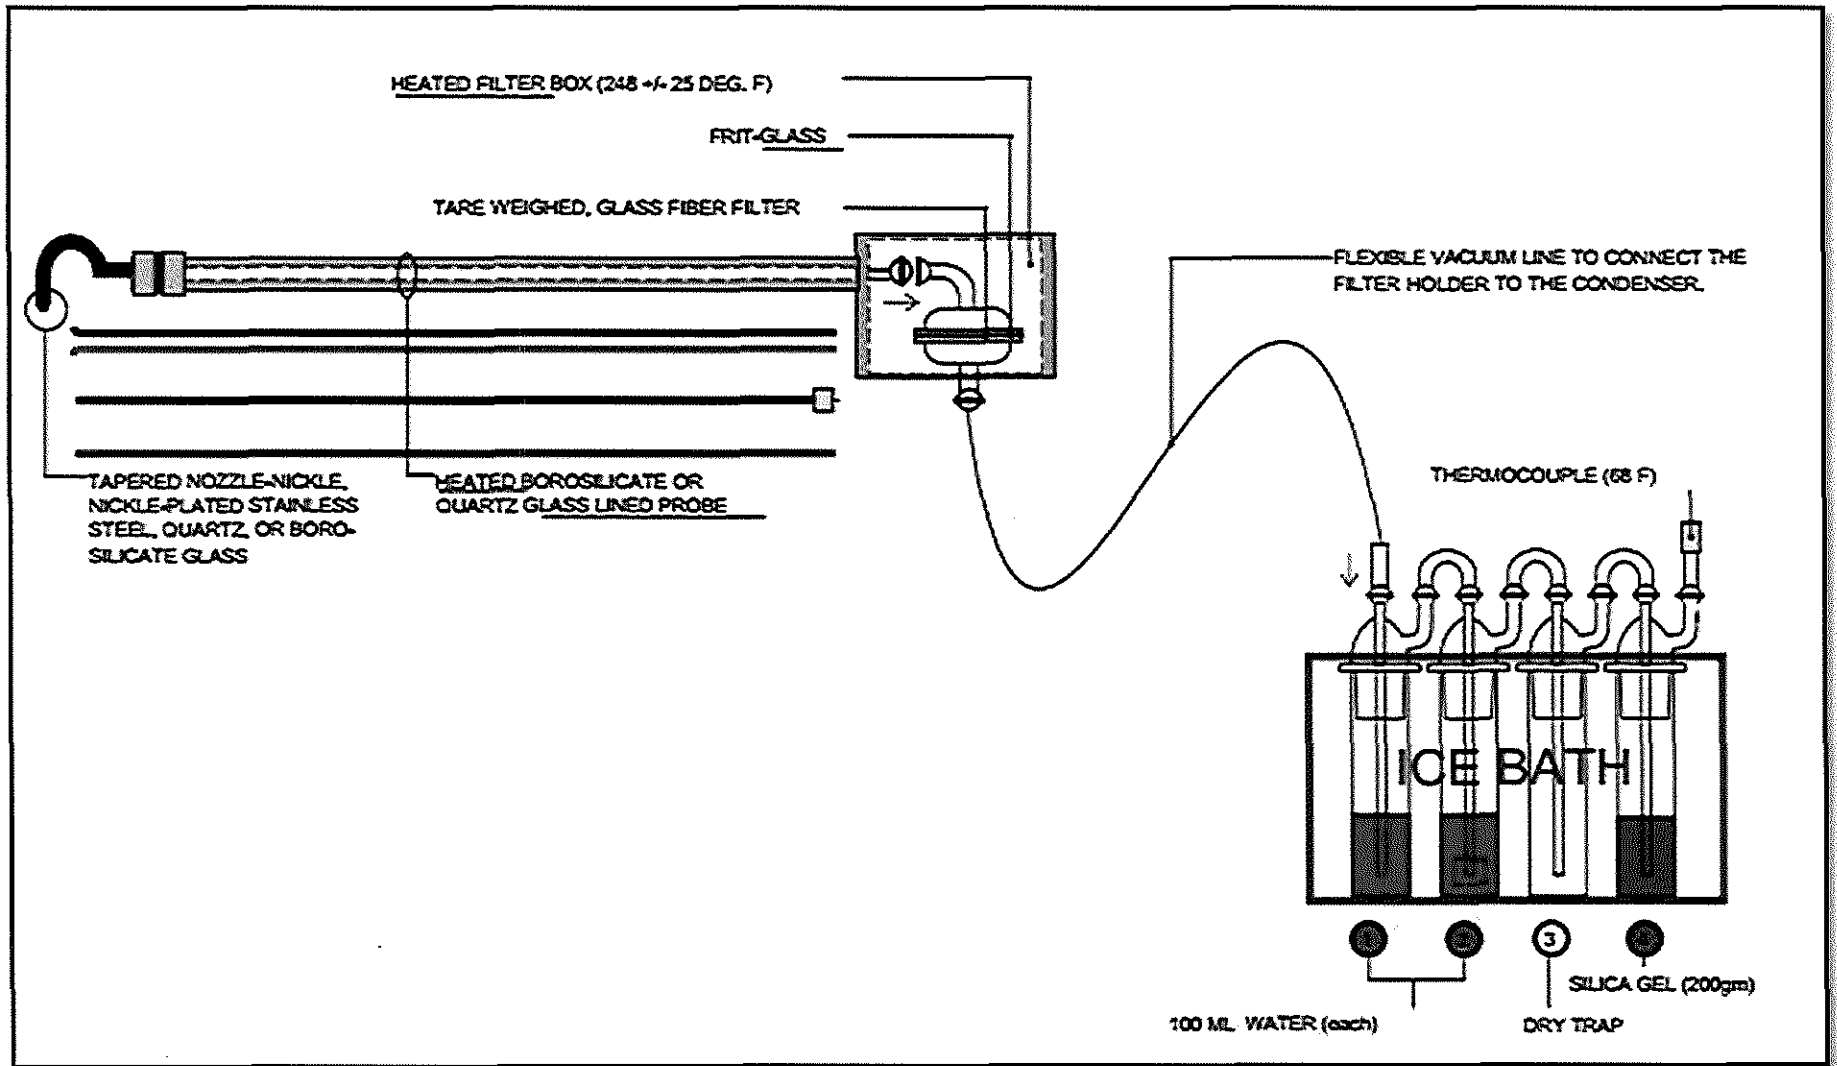 HEATED FILTER BOX (248 +/- 25 DEG. F)
FRIT-GLASS
TARE WEIGHED, GLASS FIBER FILTER
FLEXIBLE VACUUM LINE TO CONNECT THE
FILTER HOLDER TO THE CONDENSER.
TAPERED NOZZLE-NICKLE,
NICKLE-PLATED STAINLESS
STEEL, QUARTZ, OR BORO-
SILICATE GLASS
HEATED BOROSILICATE OR
QUARTZ GLASS LINED PROBE
THERMOCOUPLE (68 F)
ICE BATH
1 2 3 4
SILICA GEL (200gm)
100 ML WATER (each)
DRY TRAP